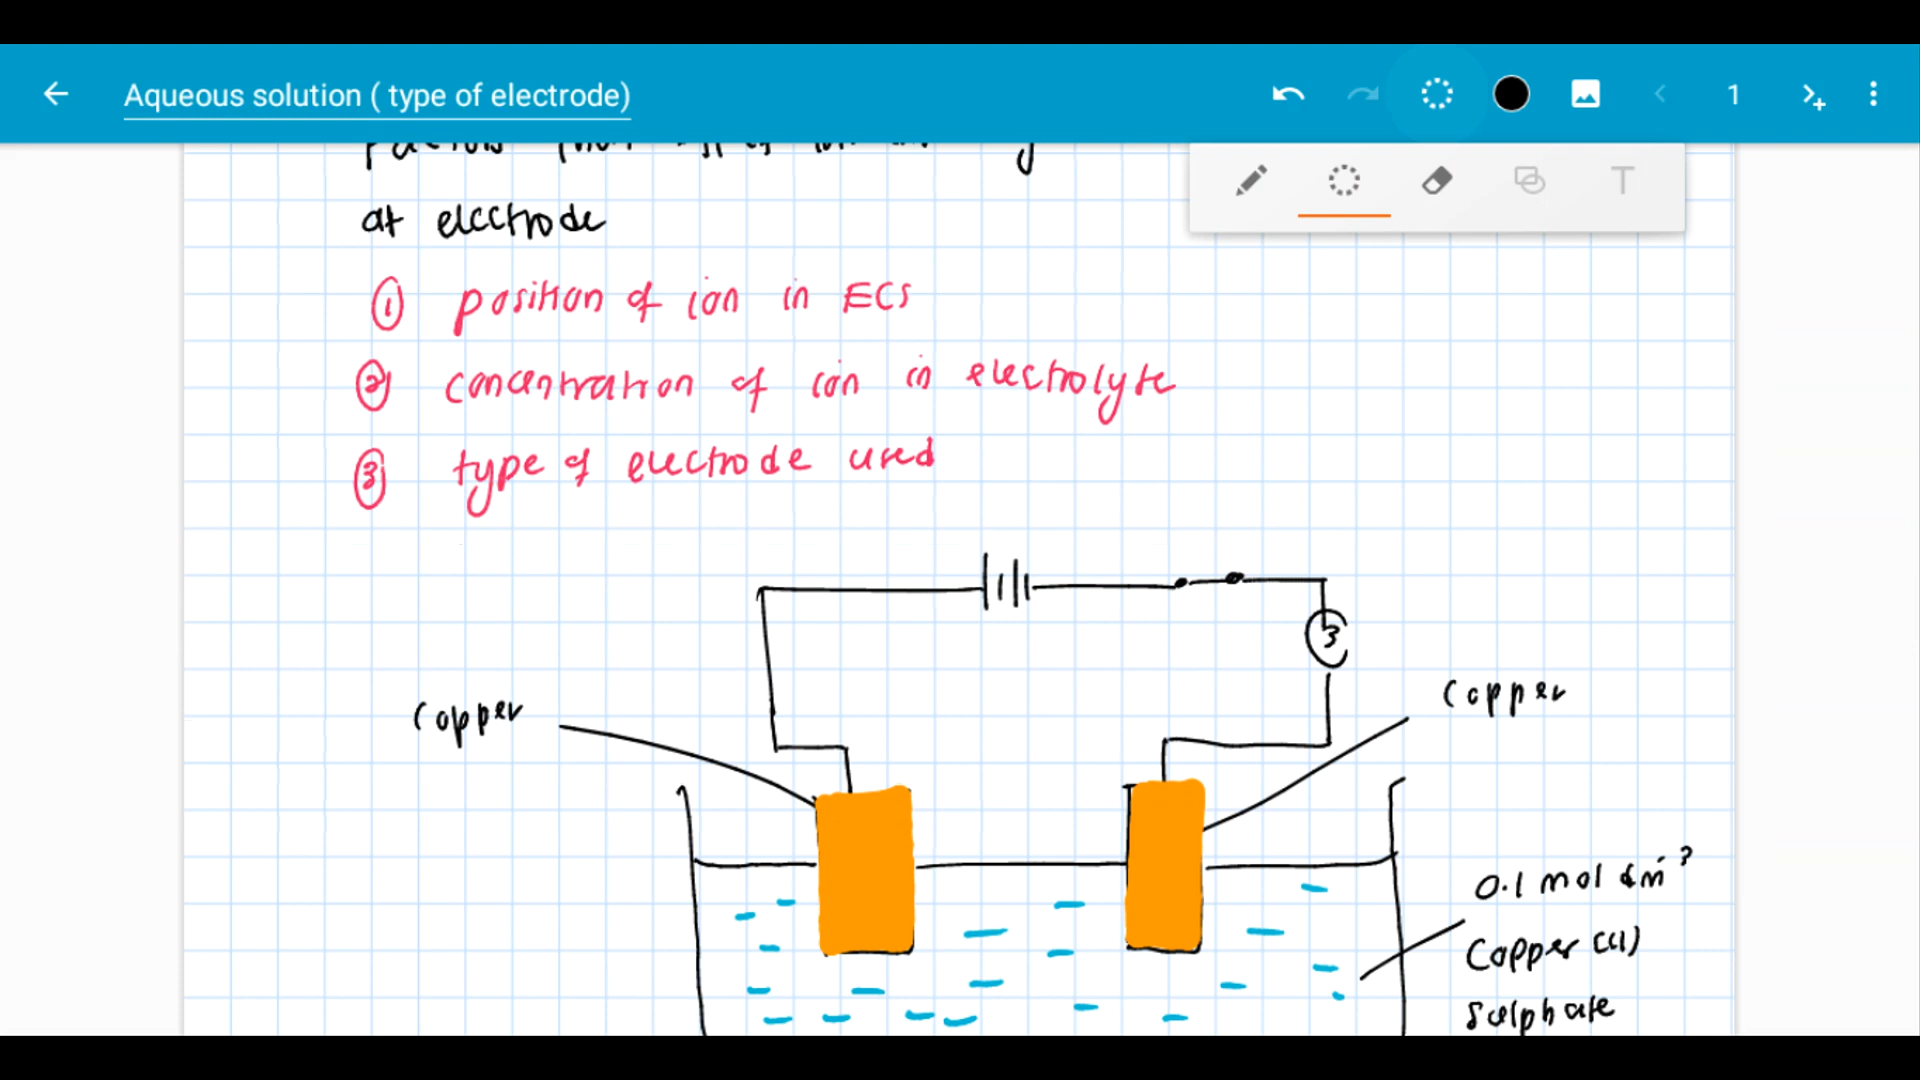 Aqueous solution ( type of electrode)
1
T
at electrode
① position of ion in ECS
② concentration of ion in electrolyte
③ type of electrode used
Copper
Copper
0.1 mol dm⁻³
Copper (II)
sulphate